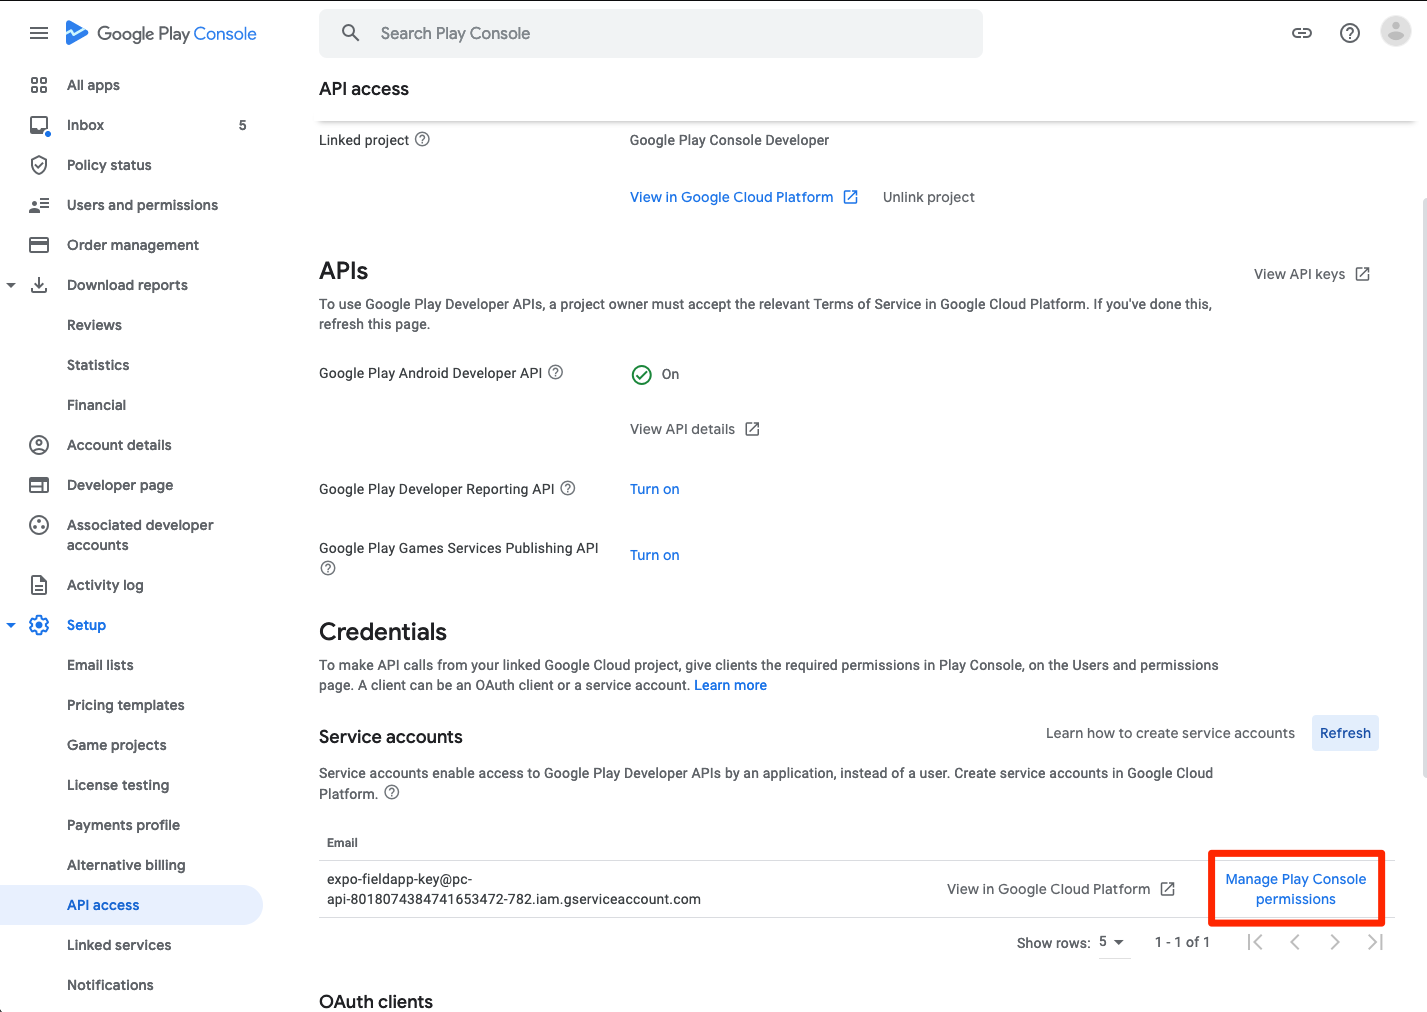 Google Play Console
Search Play Console
All apps
Inbox 5
Policy status
Users and permissions
Order management
Download reports
Reviews
Statistics
Financial
Account details
Developer page
Associated developer
accounts
Activity log
Setup
Email lists
Pricing templates
Game projects
License testing
Payments profile
Alternative billing
API access
Linked services
Notifications
API access
Linked project
Google Play Console Developer
View in Google Cloud Platform
Unlink project
APIs
View API keys
To use Google Play Developer APIs, a project owner must accept the relevant Terms of Service in Google Cloud Platform. If you've done this,
refresh this page.
Google Play Android Developer API
On
View API details
Google Play Developer Reporting API
Turn on
Google Play Games Services Publishing API
Turn on
Credentials
To make API calls from your linked Google Cloud project, give clients the required permissions in Play Console, on the Users and permissions
page. A client can be an OAuth client or a service account. Learn more
Service accounts
Learn how to create service accounts
Refresh
Service accounts enable access to Google Play Developer APIs by an application, instead of a user. Create service accounts in Google Cloud
Platform.
Email
expo-fieldapp-key@pc-
api-8018074384741653472-782.iam.gserviceaccount.com
View in Google Cloud Platform
Manage Play Console
permissions
Show rows: 5
1 - 1 of 1
OAuth clients